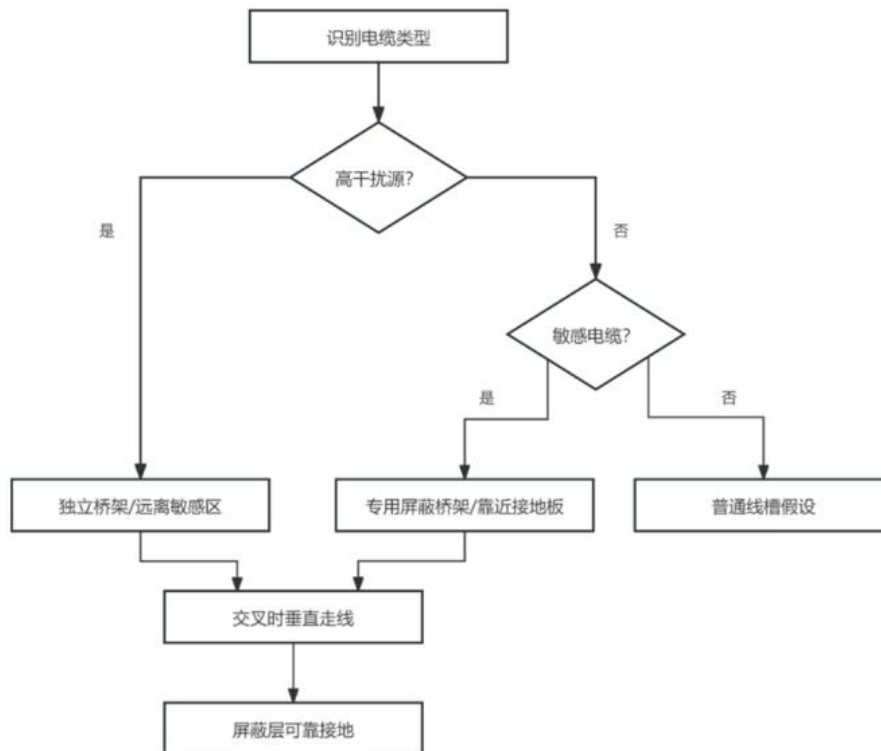 识别电缆类型
高干扰源？
是
否
敏感电缆？
是
否
独立桥架/远离敏感区
专用屏蔽桥架/靠近接地板
普通线槽假设
交叉时垂直走线
屏蔽层可靠接地